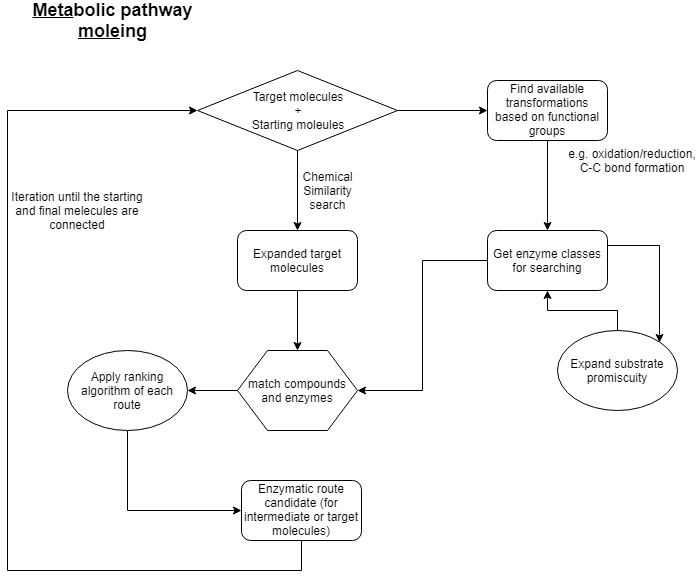 Metabolic pathway
moleing
Target molecules
+
Starting moleules
Find available
transformations
based on functional
groups
e.g. oxidation/reduction,
C-C bond formation
Chemical
Similarity
search
Iteration until the starting
and final melecules are
connected
Expanded target
molecules
Get enzyme classes
for searching
Expand substrate
promiscuity
match compounds
and enzymes
Apply ranking
algorithm of each
route
Enzymatic route
candidate (for
intermediate or target
molecules)